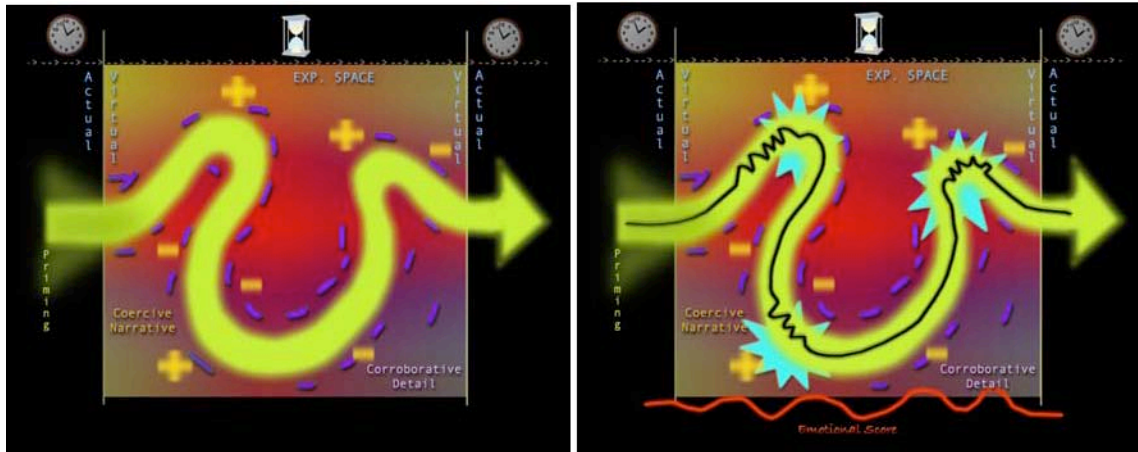 EXP. SPACE
Actual
Virtual
Virtual
Actual
Priming
Coercive
Narrative
Corroborative
Detail
EXP. SPACE
Actual
Virtual
Virtual
Actual
Priming
Coercive
Narrative
Corroborative
Detail
Emotional Score